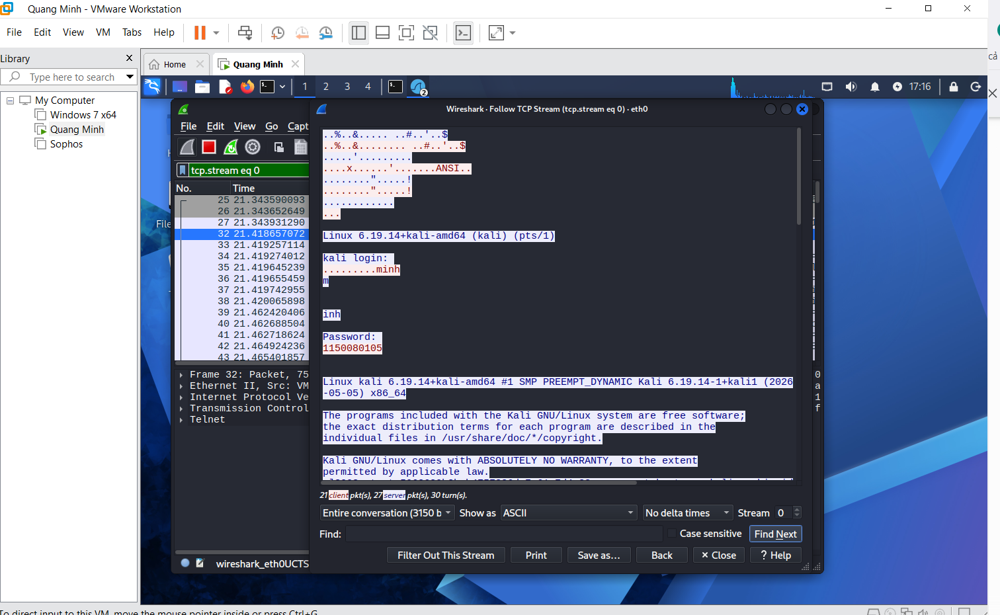 Quang Minh - VMware Workstation
File Edit View VM Tabs Help
Library
Type here to search
My Computer
Windows 7 x64
Quang Minh
Sophos
Home
Quang Minh
1 2 3 4
2
17:16
cả
Wireshark · Follow TCP Stream (tcp.stream eq 0) · eth0
File Edit View Go Capt
tcp.stream eq 0
No. Time
25 21.343590093
26 21.343652649
27 21.343931290
32 21.418657072
33 21.419257114
34 21.419274012
35 21.419645239
36 21.419655459
37 21.419742955
38 21.420065898
39 21.462420406
40 21.462688504
41 21.462718624
42 21.464924236
43 21.465401857
File
Frame 32: Packet, 75
Ethernet II, Src: VM
Internet Protocol Ve
Transmission Control
Telnet
wireshark_eth0UCTS
..%..&..... ..#..'..$
..%..&......... ..#..'..$
.....'.........
....x......'.......ANSI..
........".....!
........".....!
............
...
Linux 6.19.14+kali-amd64 (kali) (pts/1)
kali login:
.........minh
m
inh
Password:
1150080105
Linux kali 6.19.14+kali-amd64 #1 SMP PREEMPT_DYNAMIC Kali 6.19.14-1+kali1 (2026
-05-05) x86_64
The programs included with the Kali GNU/Linux system are free software;
the exact distribution terms for each program are described in the
individual files in /usr/share/doc/*/copyright.
Kali GNU/Linux comes with ABSOLUTELY NO WARRANTY, to the extent
permitted by applicable law.
0
a
1
f
21 client pkt(s), 27 server pkt(s), 30 turn(s).
Entire conversation (3150 b Show as ASCII No delta times Stream 0
Find: Case sensitive Find Next
Filter Out This Stream Print Save as... Back × Close ? Help
To direct input to this VM, move the mouse pointer inside or press Ctrl+G.